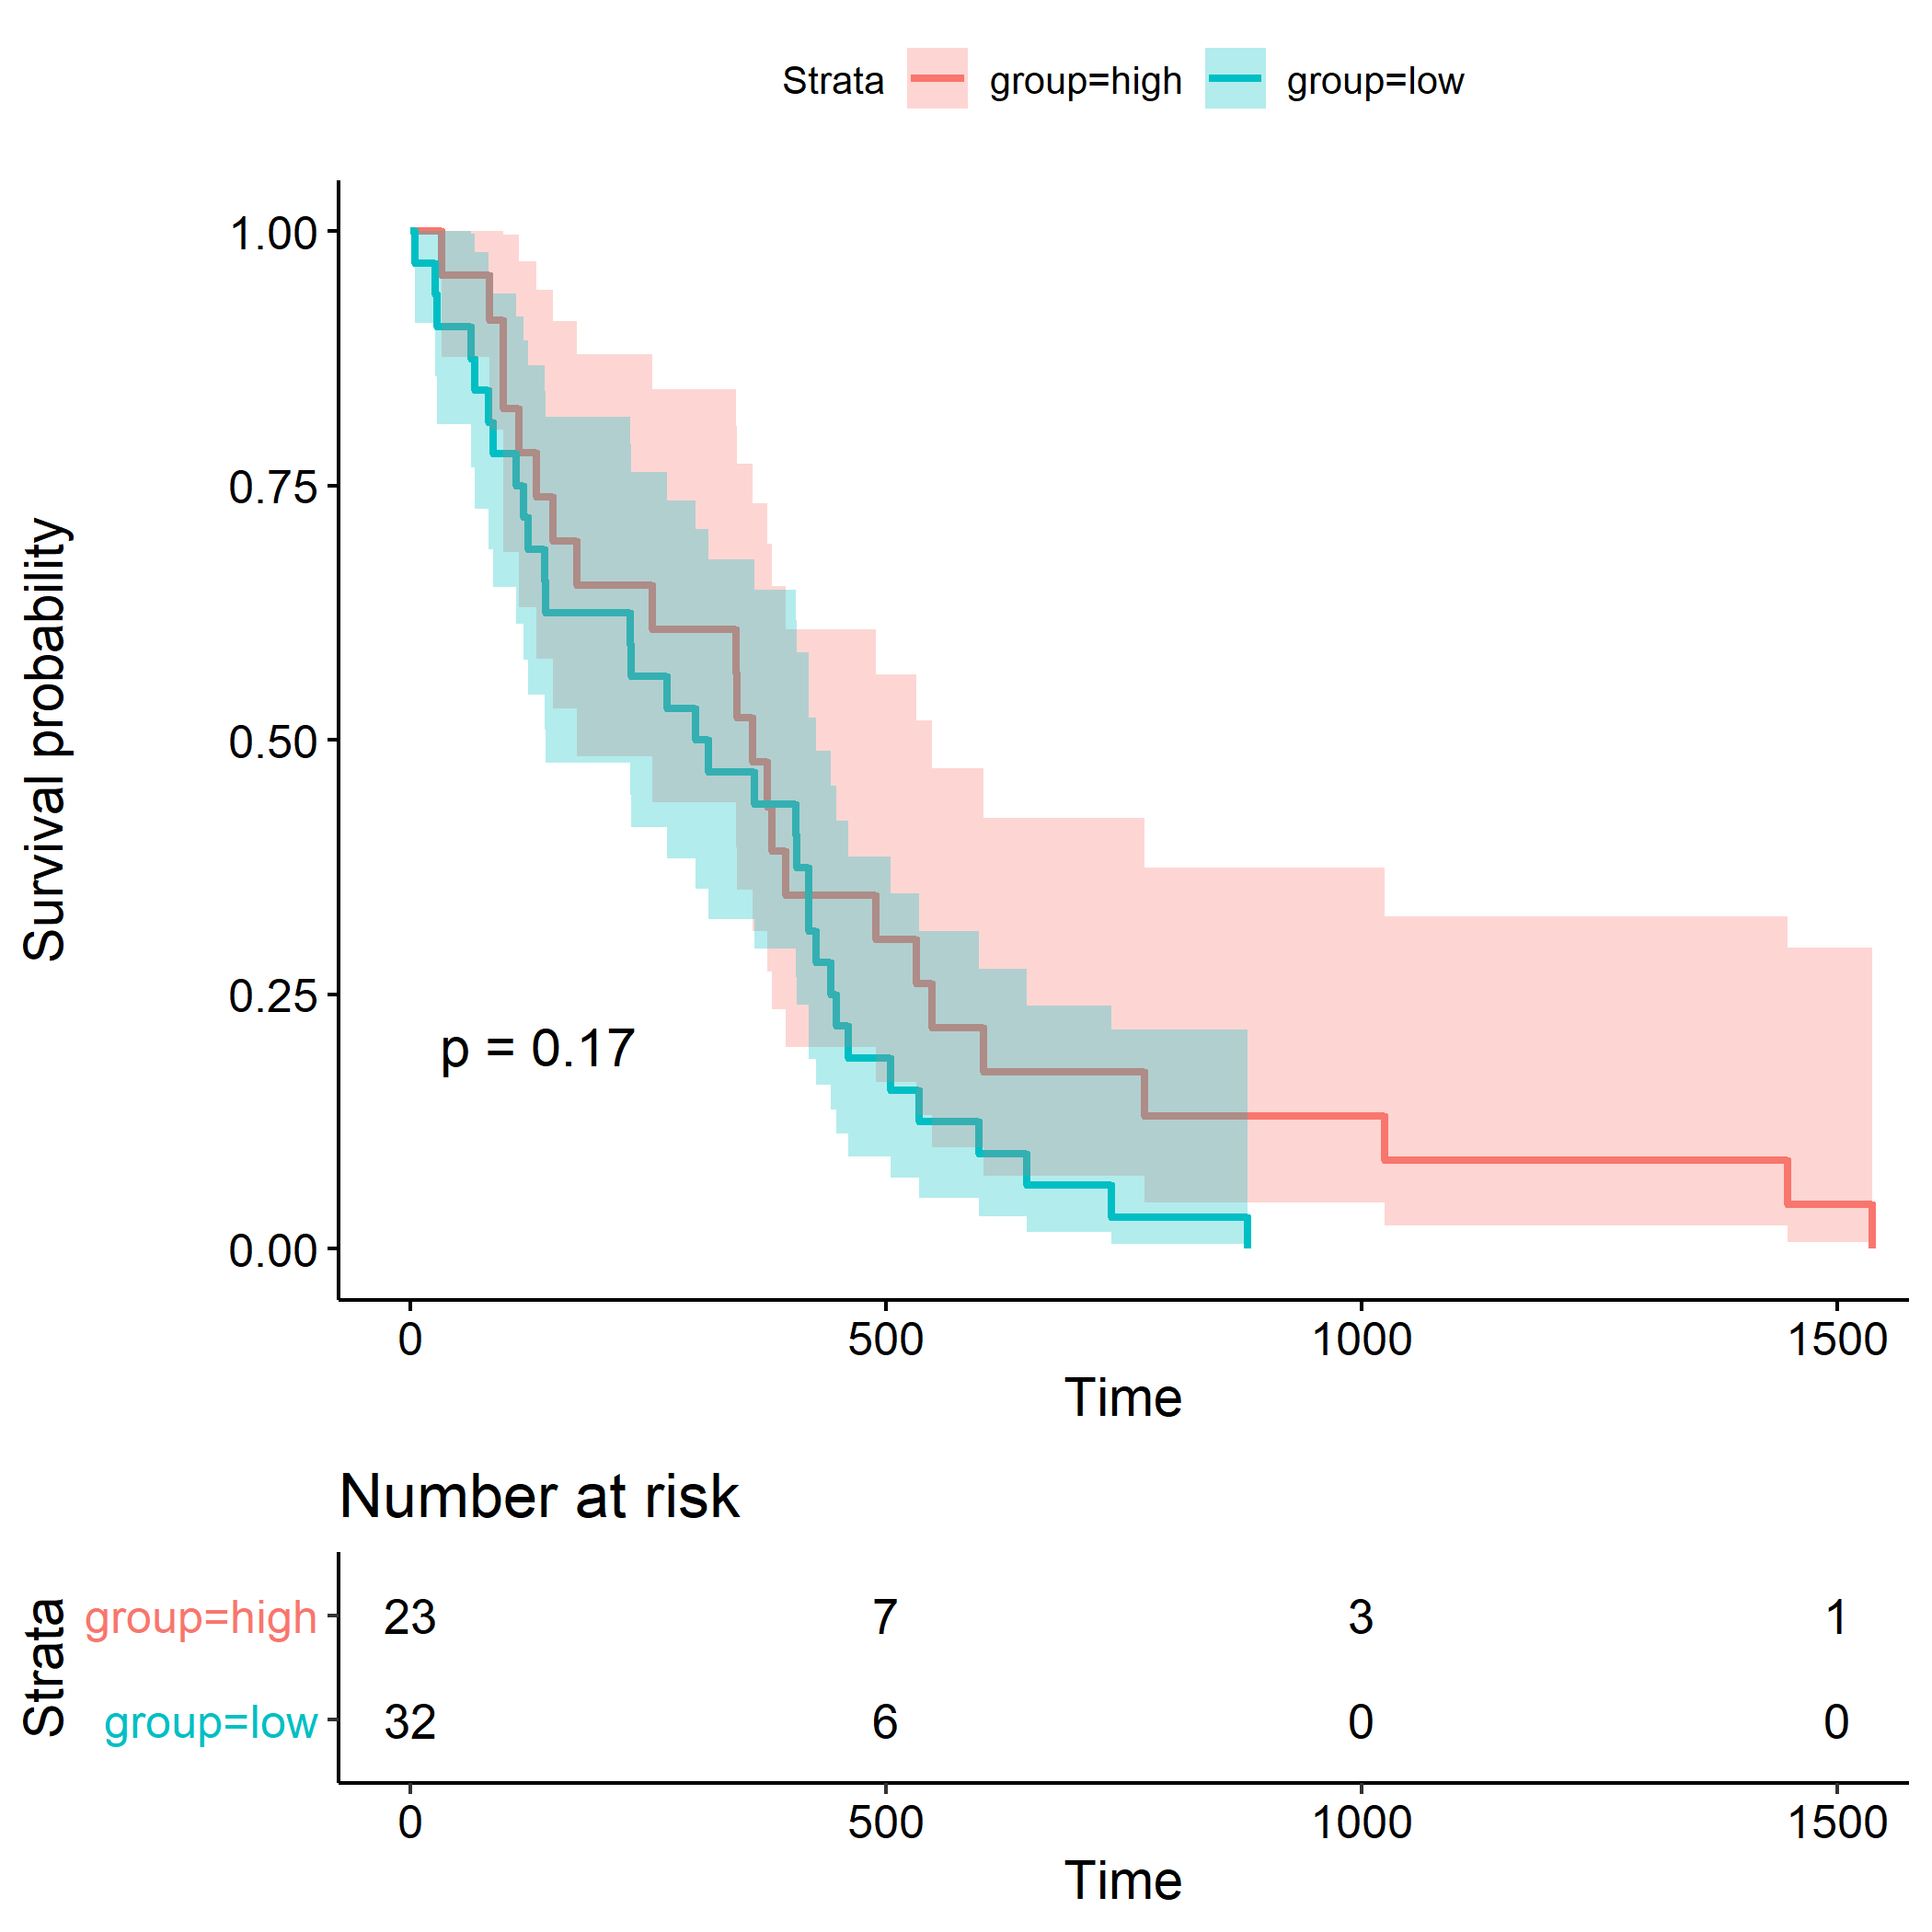 Strata group=high group=low
Survival probability
1.00
0.75
0.50
0.25
0.00
p = 0.17
0 500 1000 1500
Time
Number at risk
Strata
group=high 23 7 3 1
group=low 32 6 0 0
0 500 1000 1500
Time